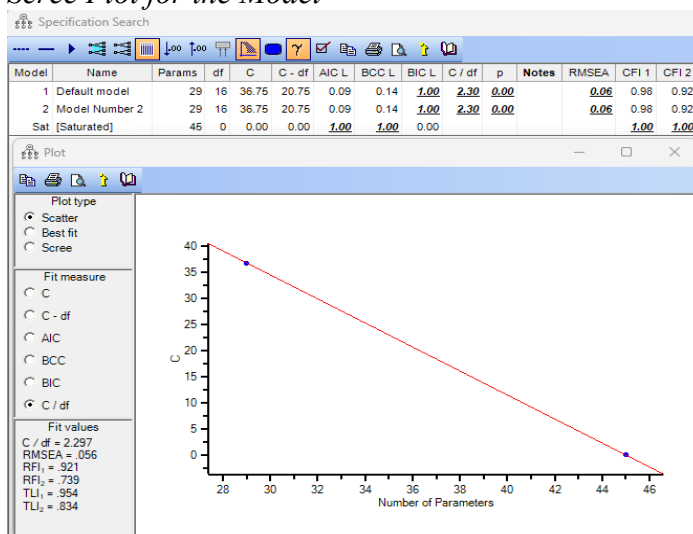 Scree Plot for the Model
Specification Search
Model Name Params df C C - df AIC L BCC L BIC L C / df p Notes RMSEA CFI 1 CFI 2
1 Default model 29 16 36.75 20.75 0.09 0.14 1.00 2.30 0.00 0.06 0.98 0.92
2 Model Number 2 29 16 36.75 20.75 0.09 0.14 1.00 2.30 0.00 0.06 0.98 0.92
Sat [Saturated] 45 0 0.00 0.00 1.00 1.00 0.00 1.00 1.00
Plot
Plot type
Scatter
Best fit
Scree
Fit measure
C
C - df
AIC
BCC
BIC
C / df
Fit values
C / df = 2.297
RMSEA = .056
RFI₁ = .921
RFI₂ = .739
TLI₁ = .954
TLI₂ = .834
40
35
30
25
20
15
10
5
0
C
28 30 32 34 36 38 40 42 44 46
Number of Parameters